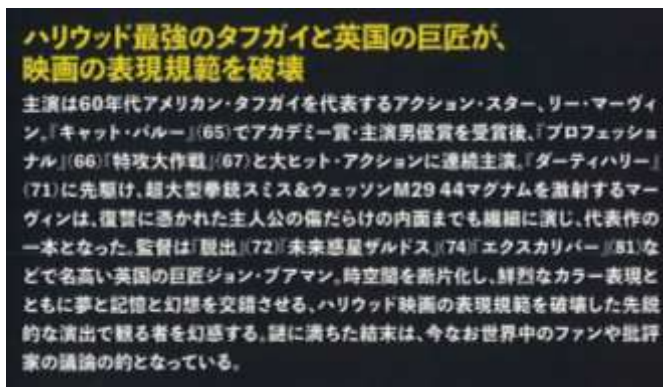 ハリウッド最強のタフガイと英国の巨匠が、
映画の表現規範を破壊
主演は60年代アメリカン・タフガイを代表するアクション・スター、リー・マーヴィ
ン。『キャット・バルー』(65)でアカデミー賞・主演男優賞を受賞後、『プロフェッショ
ナル』(66)『特攻大作戦』(67)と大ヒット・アクションに連続主演。『ダーティハリー』
(71)に先駆け、超大型拳銃スミス&ウェッソンM29 44マグナムを激射するマー
ヴィンは、復讐に憑かれた主人公の傷だらけの内面までも繊細に演じ、代表作の
一本となった。監督は『脱出』(72)『未来惑星ザルドス』(74)『エクスカリバー』(81)な
どで名高い英国の巨匠ジョン・ブアマン。時空間を断片化し、鮮烈なカラー表現と
ともに夢と記憶と幻想を交錯させる、ハリウッド映画の表現規範を破壊した先鋭
的な演出で観る者を幻惑する。謎に満ちた結末は、今なお世界中のファンや批評
家の議論の的となっている。